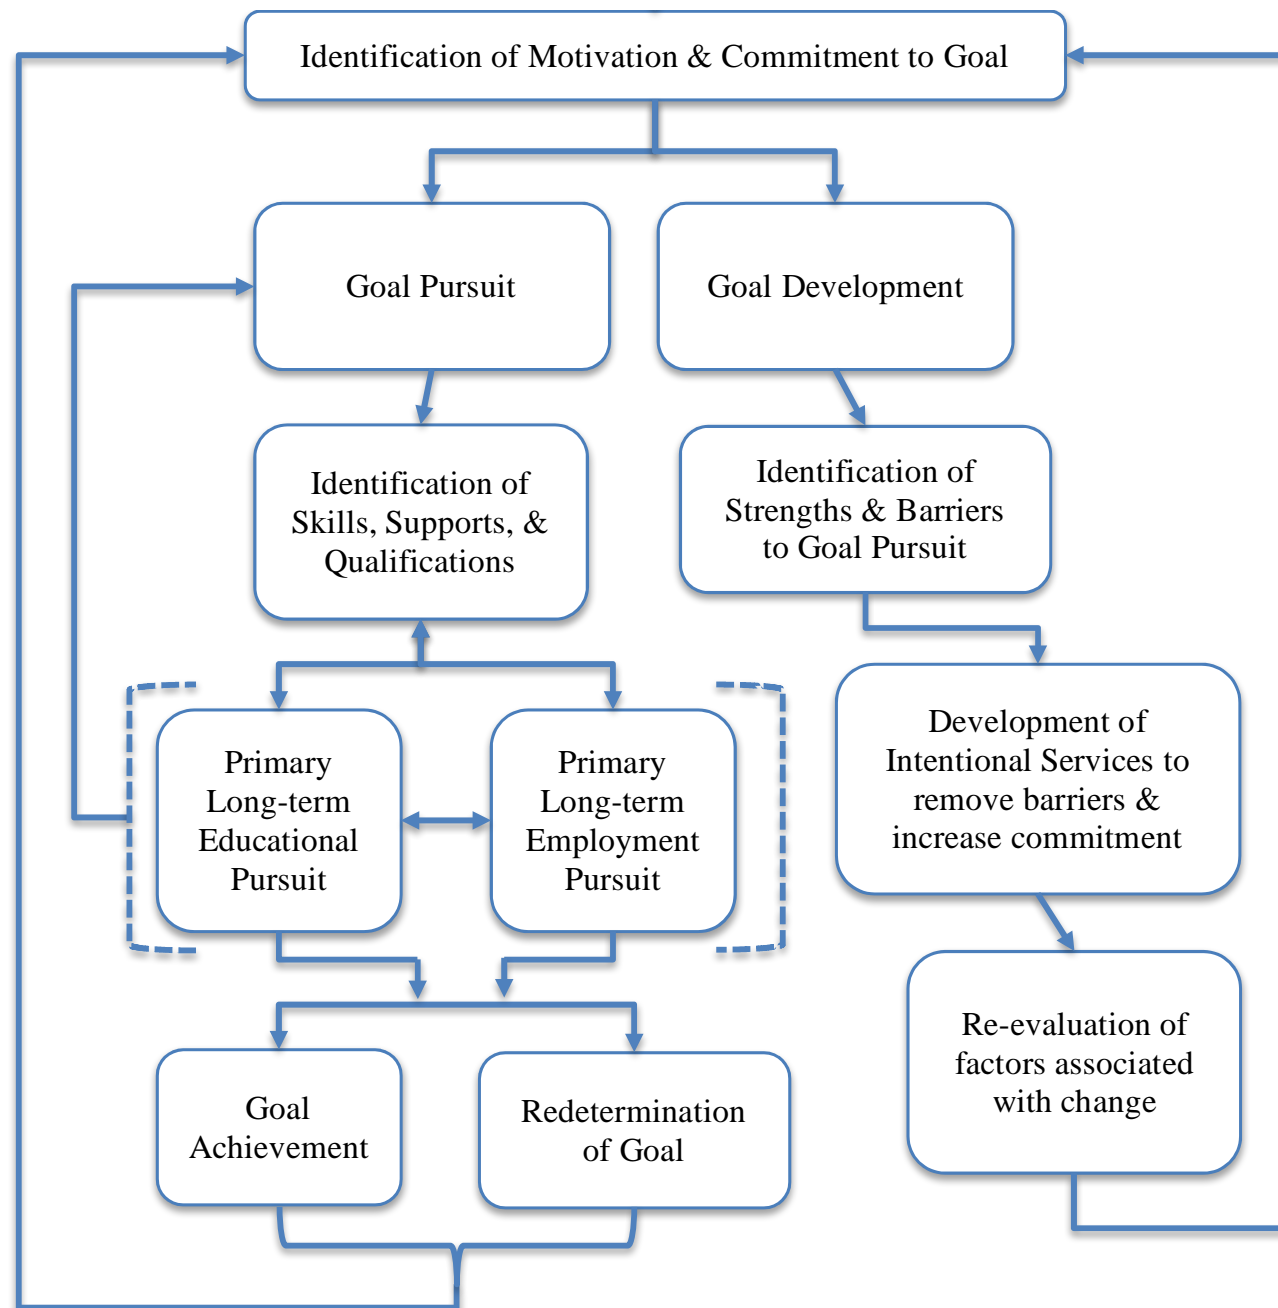 Identification of Motivation & Commitment to Goal
Goal Pursuit
Goal Development
Identification of
Skills, Supports, &
Qualifications
Identification of
Strengths & Barriers
to Goal Pursuit
Primary
Long-term
Educational
Pursuit
Primary
Long-term
Employment
Pursuit
Development of
Intentional Services to
remove barriers &
increase commitment
Goal
Achievement
Redetermination
of Goal
Re-evaluation of
factors associated
with change